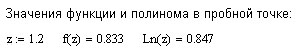 Значения функции и полинома в пробной точке:
z := 1.2 f(z) = 0.833 Ln(z) = 0.847